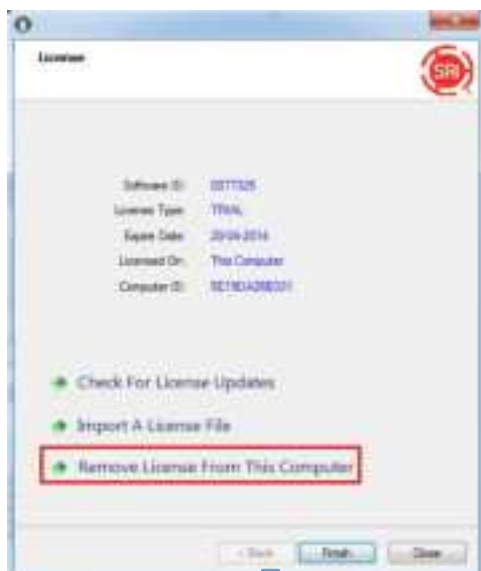 License
SRI
Software ID:
License Type: TRIAL
Expire Date:
Licensed On: This Computer
Computer ID:
Check For License Updates
Import A License File
Remove License From This Computer
< Back Finish Close